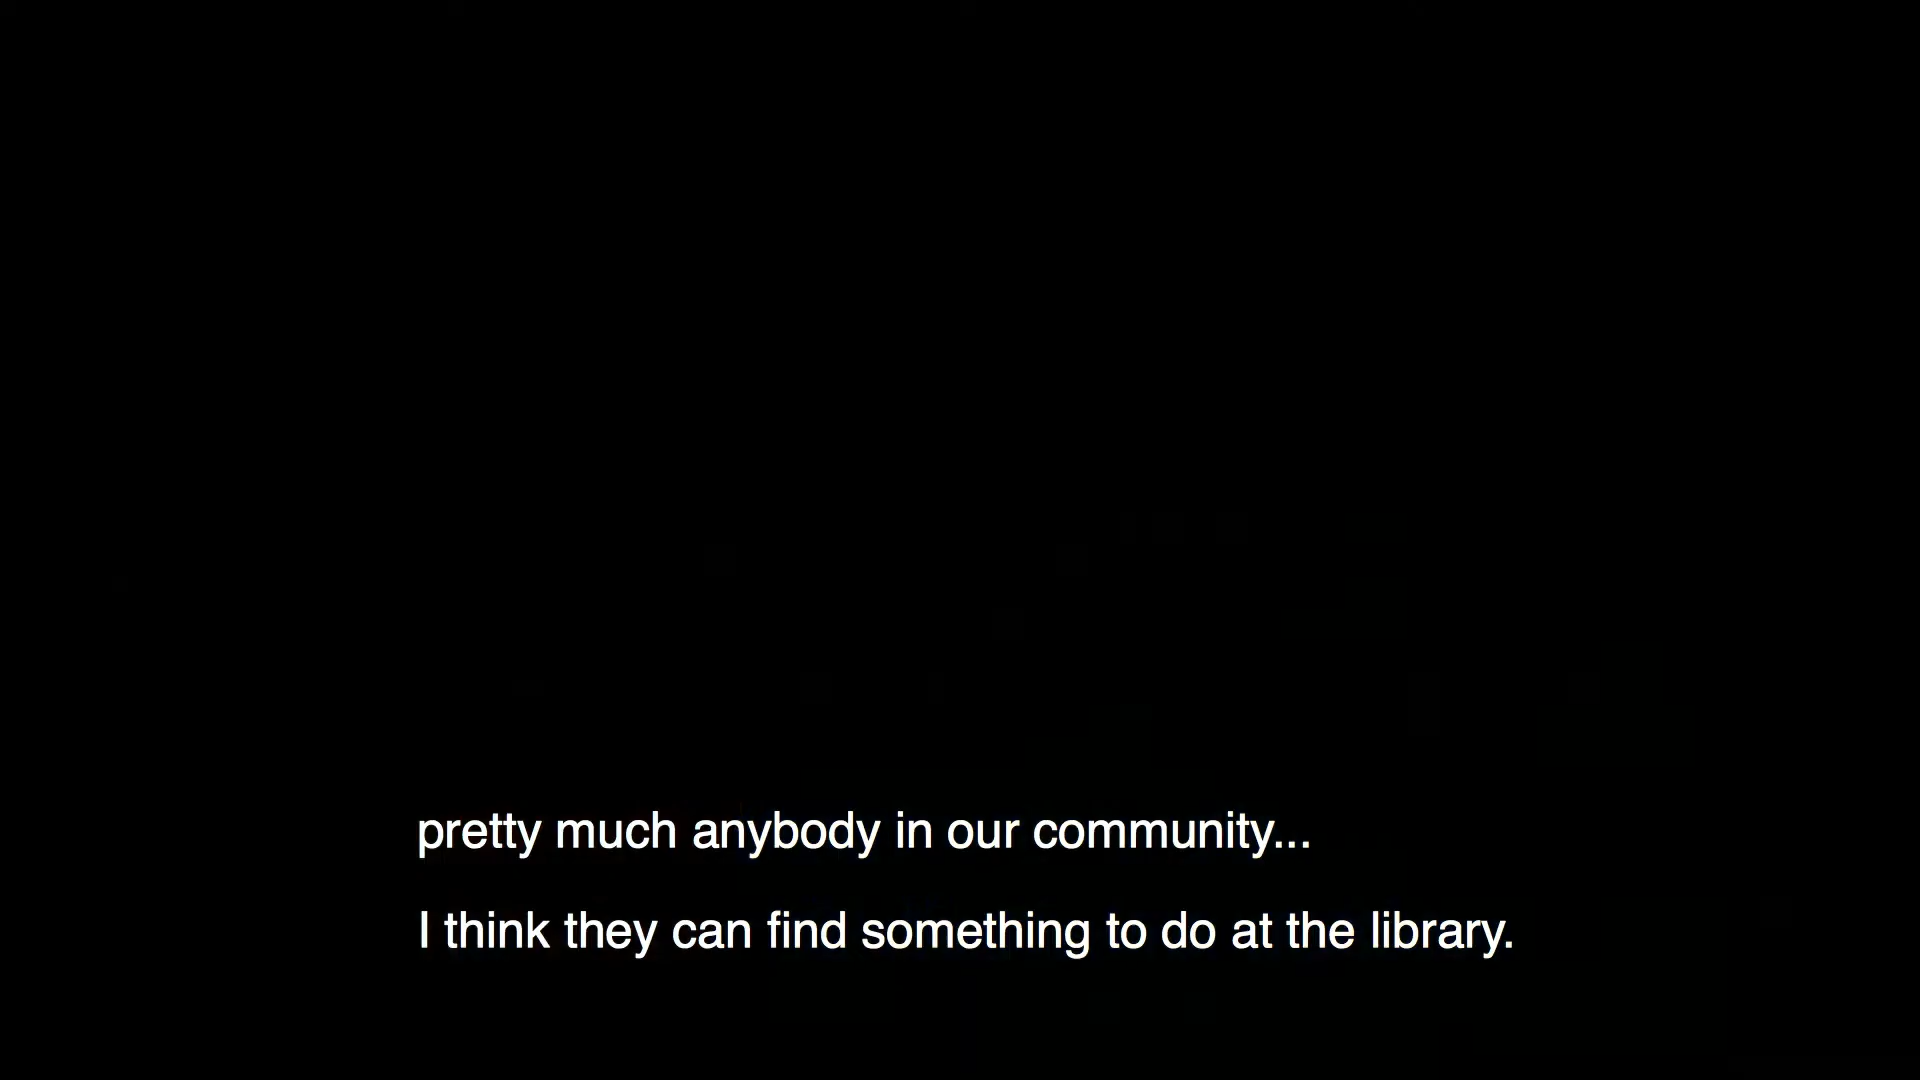 pretty much anybody in our community...
I think they can find something to do at the library.